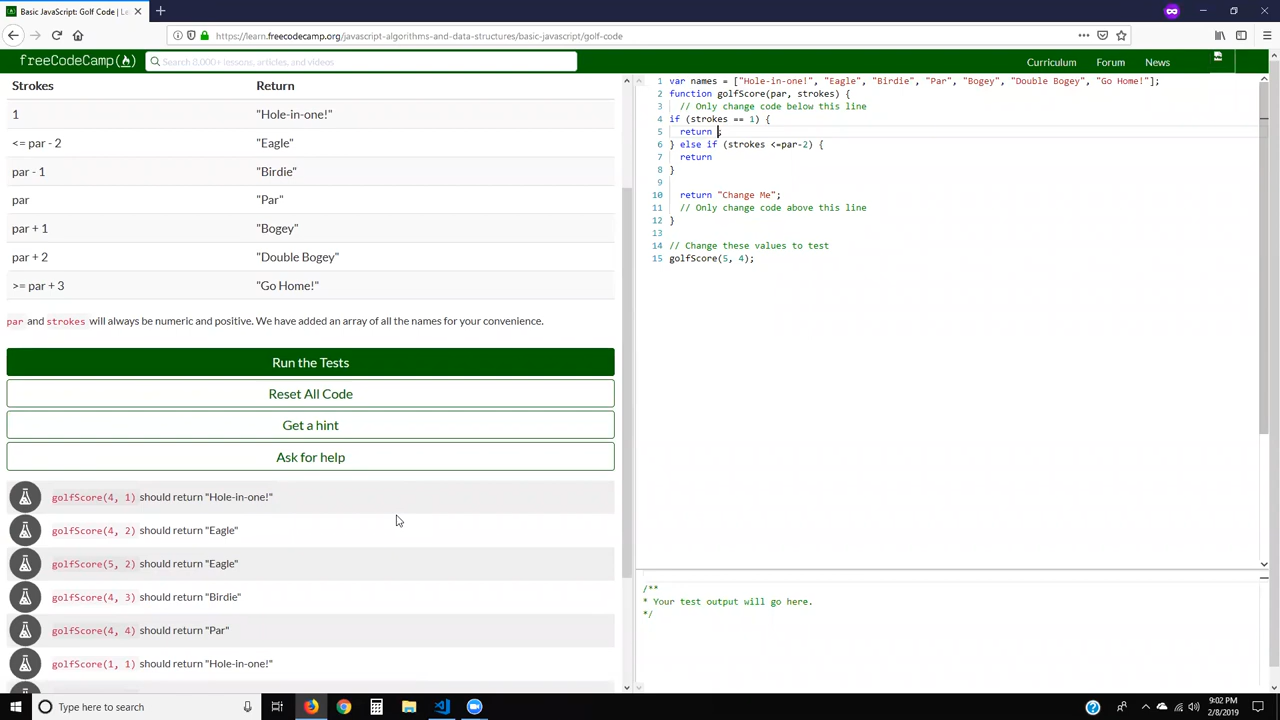 Basic JavaScript: Golf Code | Le
https://learn.freecodecamp.org/javascript-algorithms-and-data-structures/basic-javascript/golf-code
freeCodeCamp
Search 8,000+ lessons, articles, and videos
Curriculum
Forum
News
Strokes Return
1 "Hole-in-one!"
<= par - 2 "Eagle"
par - 1 "Birdie"
par "Par"
par + 1 "Bogey"
par + 2 "Double Bogey"
>= par + 3 "Go Home!"
par and strokes will always be numeric and positive. We have added an array of all the names for your convenience.
Run the Tests
Reset All Code
Get a hint
Ask for help
golfScore(4, 1) should return "Hole-in-one!"
golfScore(4, 2) should return "Eagle"
golfScore(5, 2) should return "Eagle"
golfScore(4, 3) should return "Birdie"
golfScore(4, 4) should return "Par"
golfScore(1, 1) should return "Hole-in-one!"
1 var names = ["Hole-in-one!", "Eagle", "Birdie", "Par", "Bogey", "Double Bogey", "Go Home!"];
2 function golfScore(par, strokes) {
3 // Only change code below this line
4 if (strokes == 1) {
5 return ;
6 } else if (strokes <=par-2) {
7 return
8 }
9
10 return "Change Me";
11 // Only change code above this line
12 }
13
14 // Change these values to test
15 golfScore(5, 4);
/**
* Your test output will go here.
*/
Type here to search
9:02 PM
2/8/2019